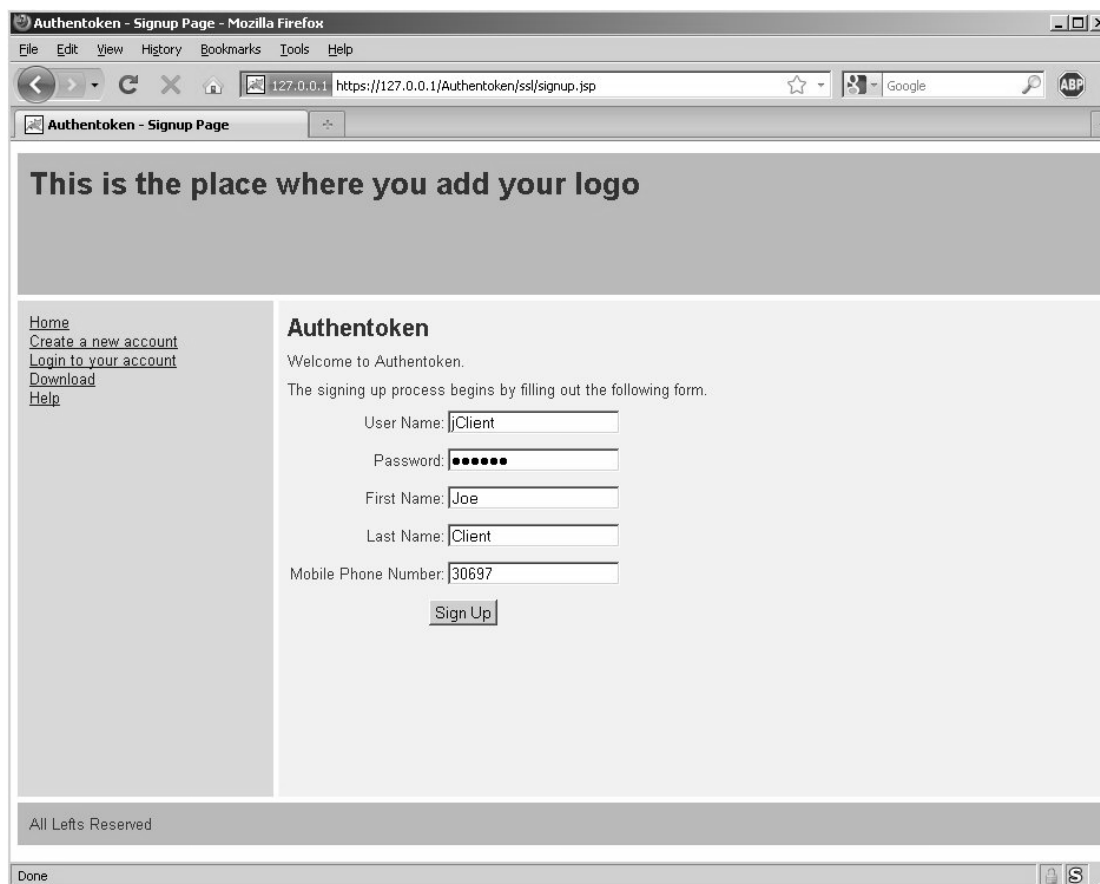 Authentoken - Signup Page - Mozilla Firefox
File Edit View History Bookmarks Tools Help
127.0.0.1 https://127.0.0.1/Authentoken/ssl/signup.jsp Google ABP
Authentoken - Signup Page
This is the place where you add your logo
Home
Create a new account
Login to your account
Download
Help
Authentoken
Welcome to Authentoken.
The signing up process begins by filling out the following form.
User Name: jClient
Password: ●●●●●●
First Name: Joe
Last Name: Client
Mobile Phone Number: 30697
Sign Up
All Lefts Reserved
Done S